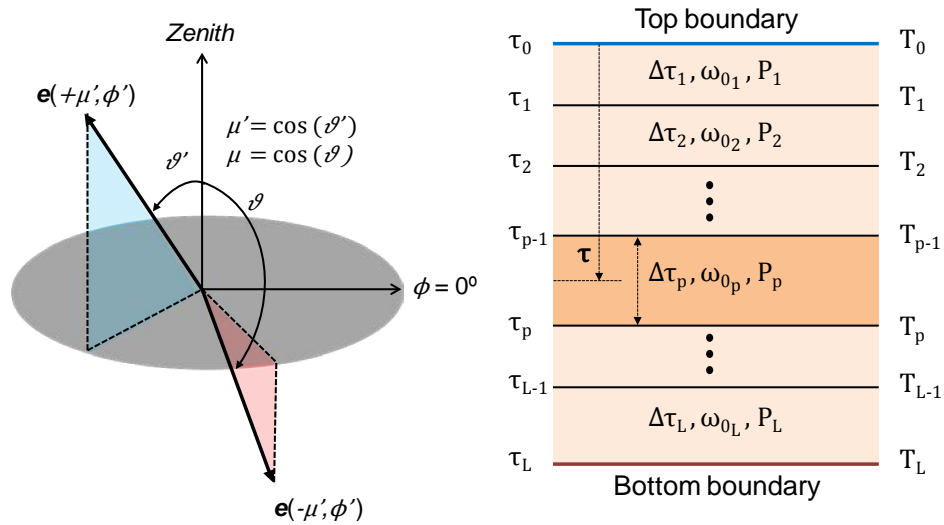 Zenith
e(+μ',ϕ')
μ'= cos (ϑ')
μ = cos (ϑ)
ϑ'
ϑ
ϕ = 0⁰
e(-μ',ϕ')
Top boundary
τ₀ T₀
Δτ₁, ω₀₁, P₁
τ₁ T₁
Δτ₂, ω₀₂, P₂
τ₂ T₂
τp-1 Tp-1
τ
Δτp, ω₀p, Pp
τp Tp
τL-1 TL-1
ΔτL, ω₀L, PL
τL TL
Bottom boundary